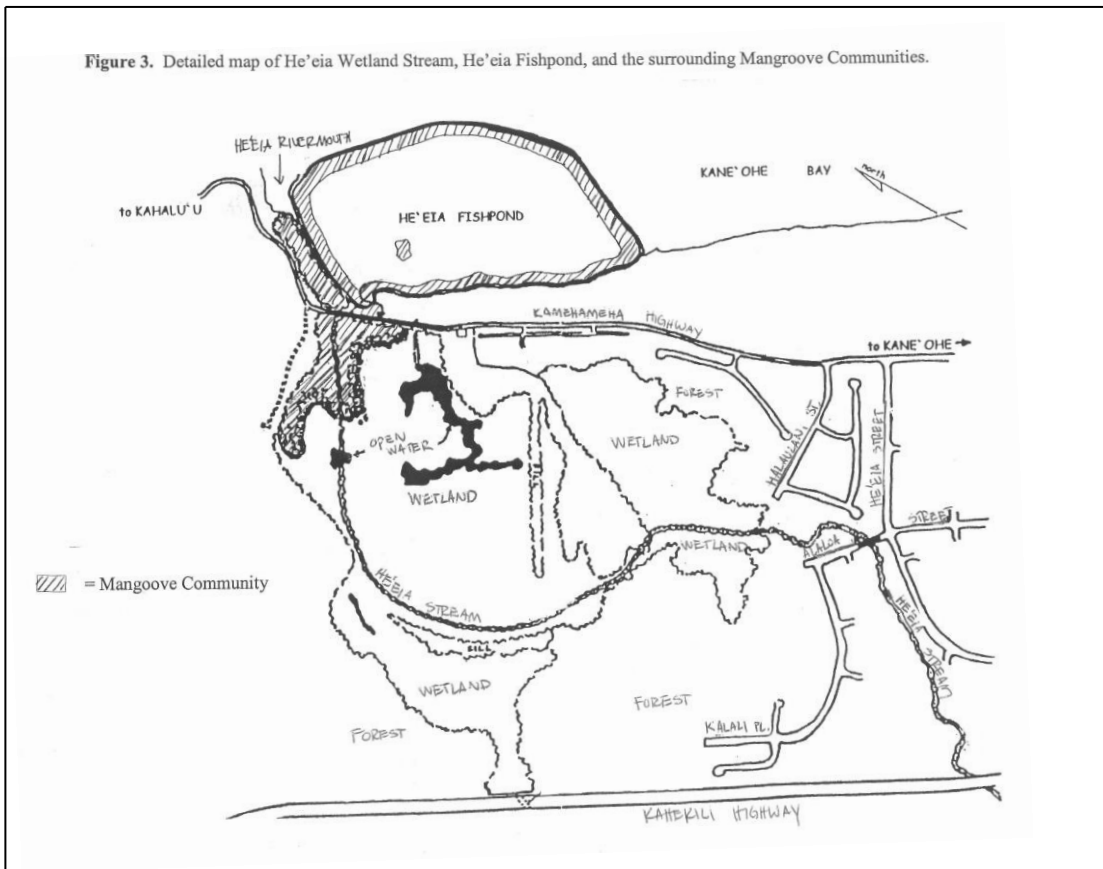 Figure 3. Detailed map of He'eia Wetland Stream, He'eia Fishpond, and the surrounding Mangroove Communities.
HE'EIA RIVERMOUTH
KANE'OHE BAY
north
to KAHALU'U
HE'EIA FISHPOND
KAMEHAMEHA HIGHWAY
to KANE'OHE
FOREST
WETLAND
OPEN
WATER
WETLAND
HE'EIA STREET
STREET
WETLAND
ALALOA
= Mangoove Community
HE'EIA STREAM
HE'EIA STREAM
WETLAND
FOREST
FOREST
KALALI PL.
KAHEKILI HIGHWAY